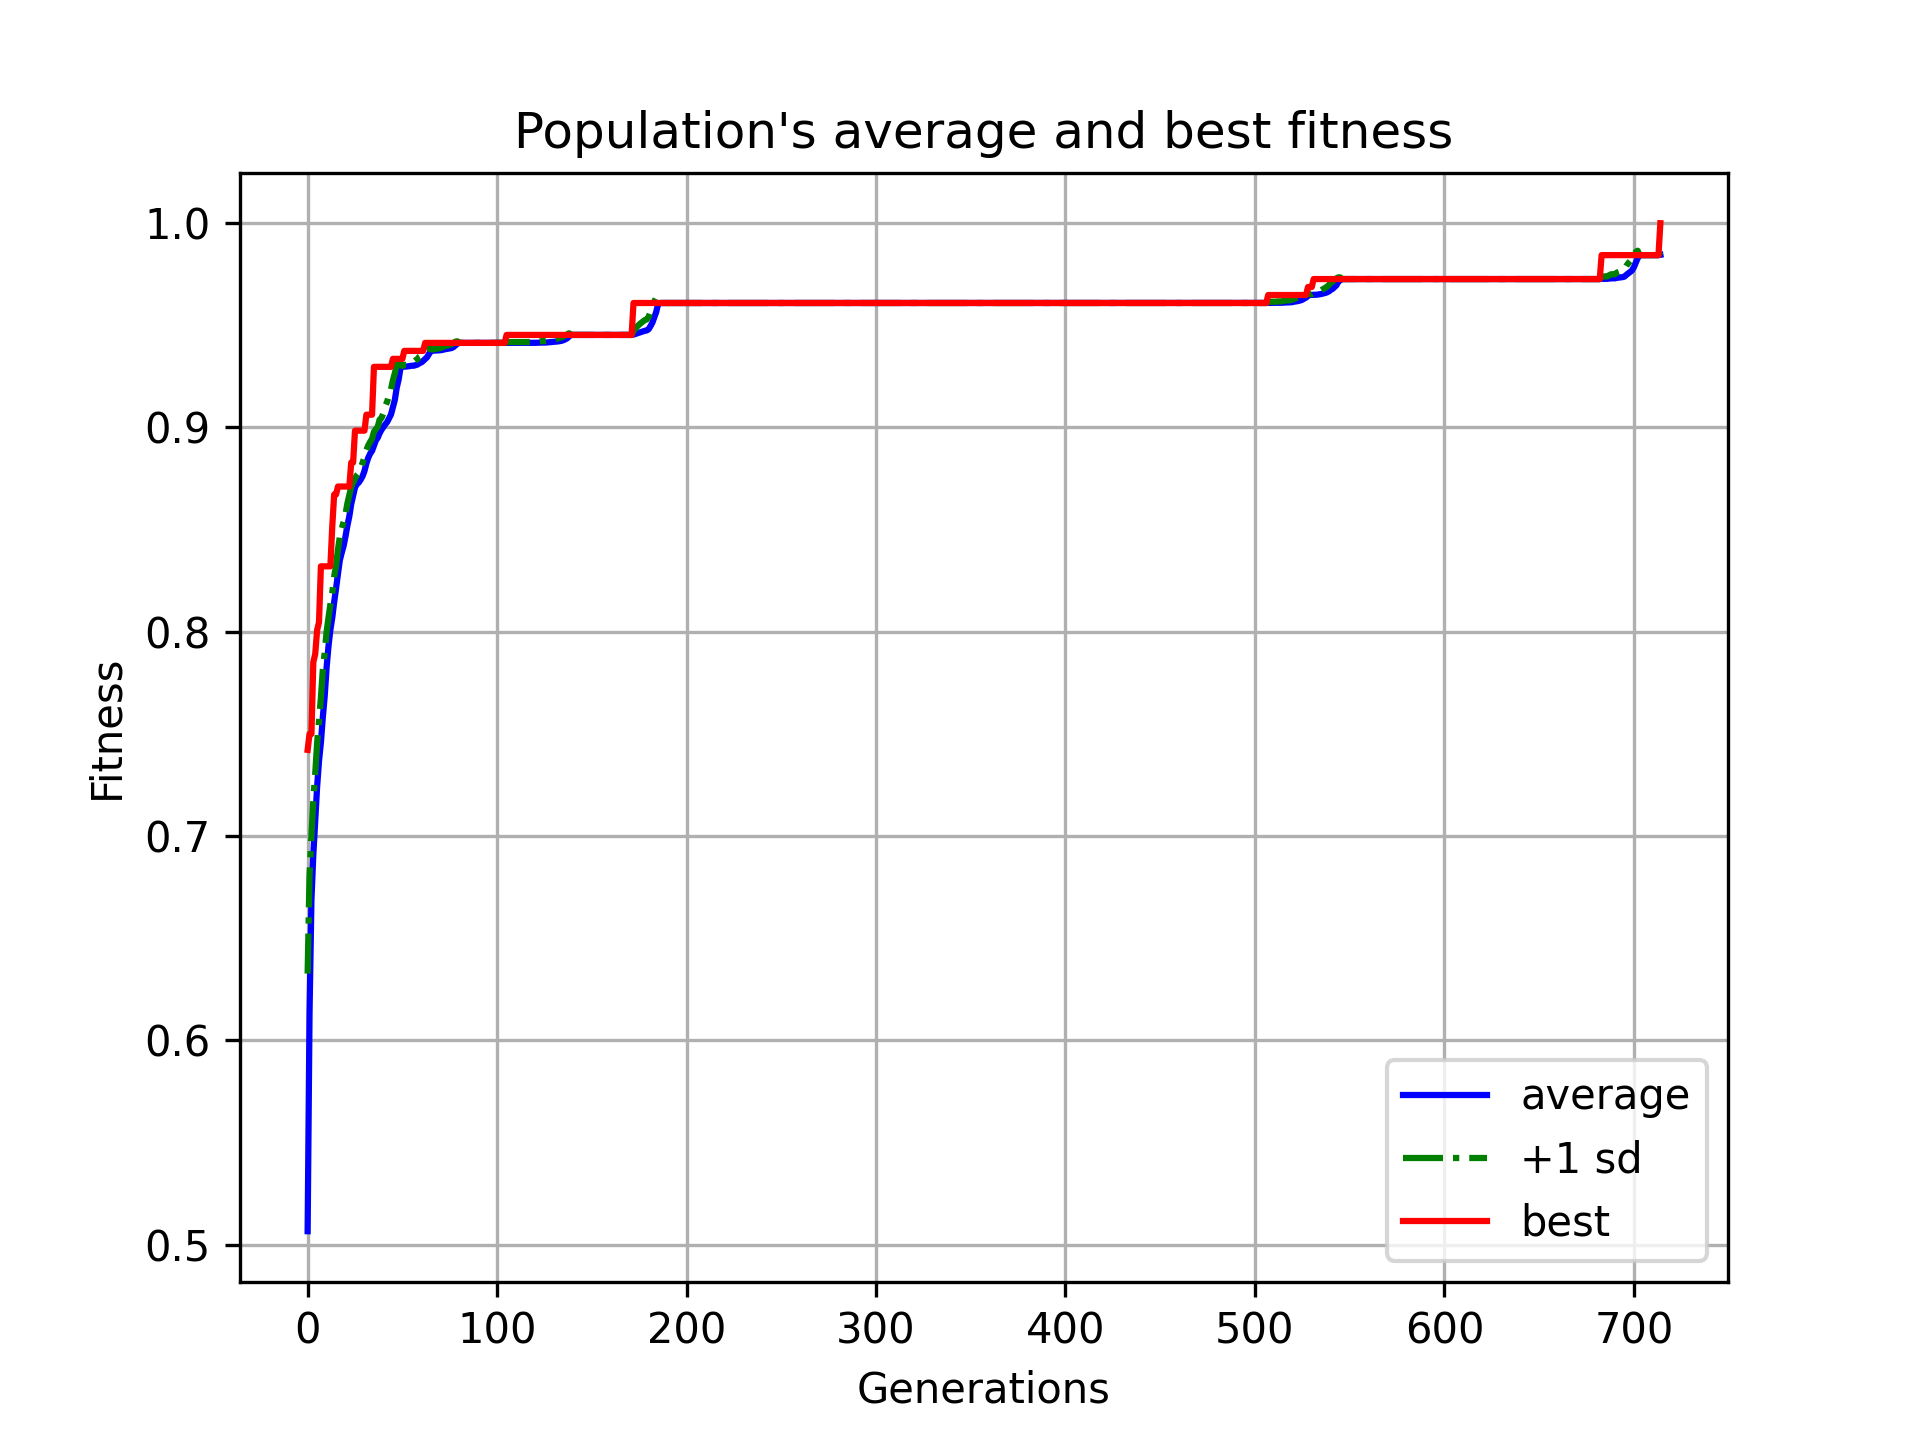 Population's average and best fitness
1.0
0.9
0.8
0.7
0.6
0.5
Fitness
0 100 200 300 400 500 600 700
Generations
average
+1 sd
best